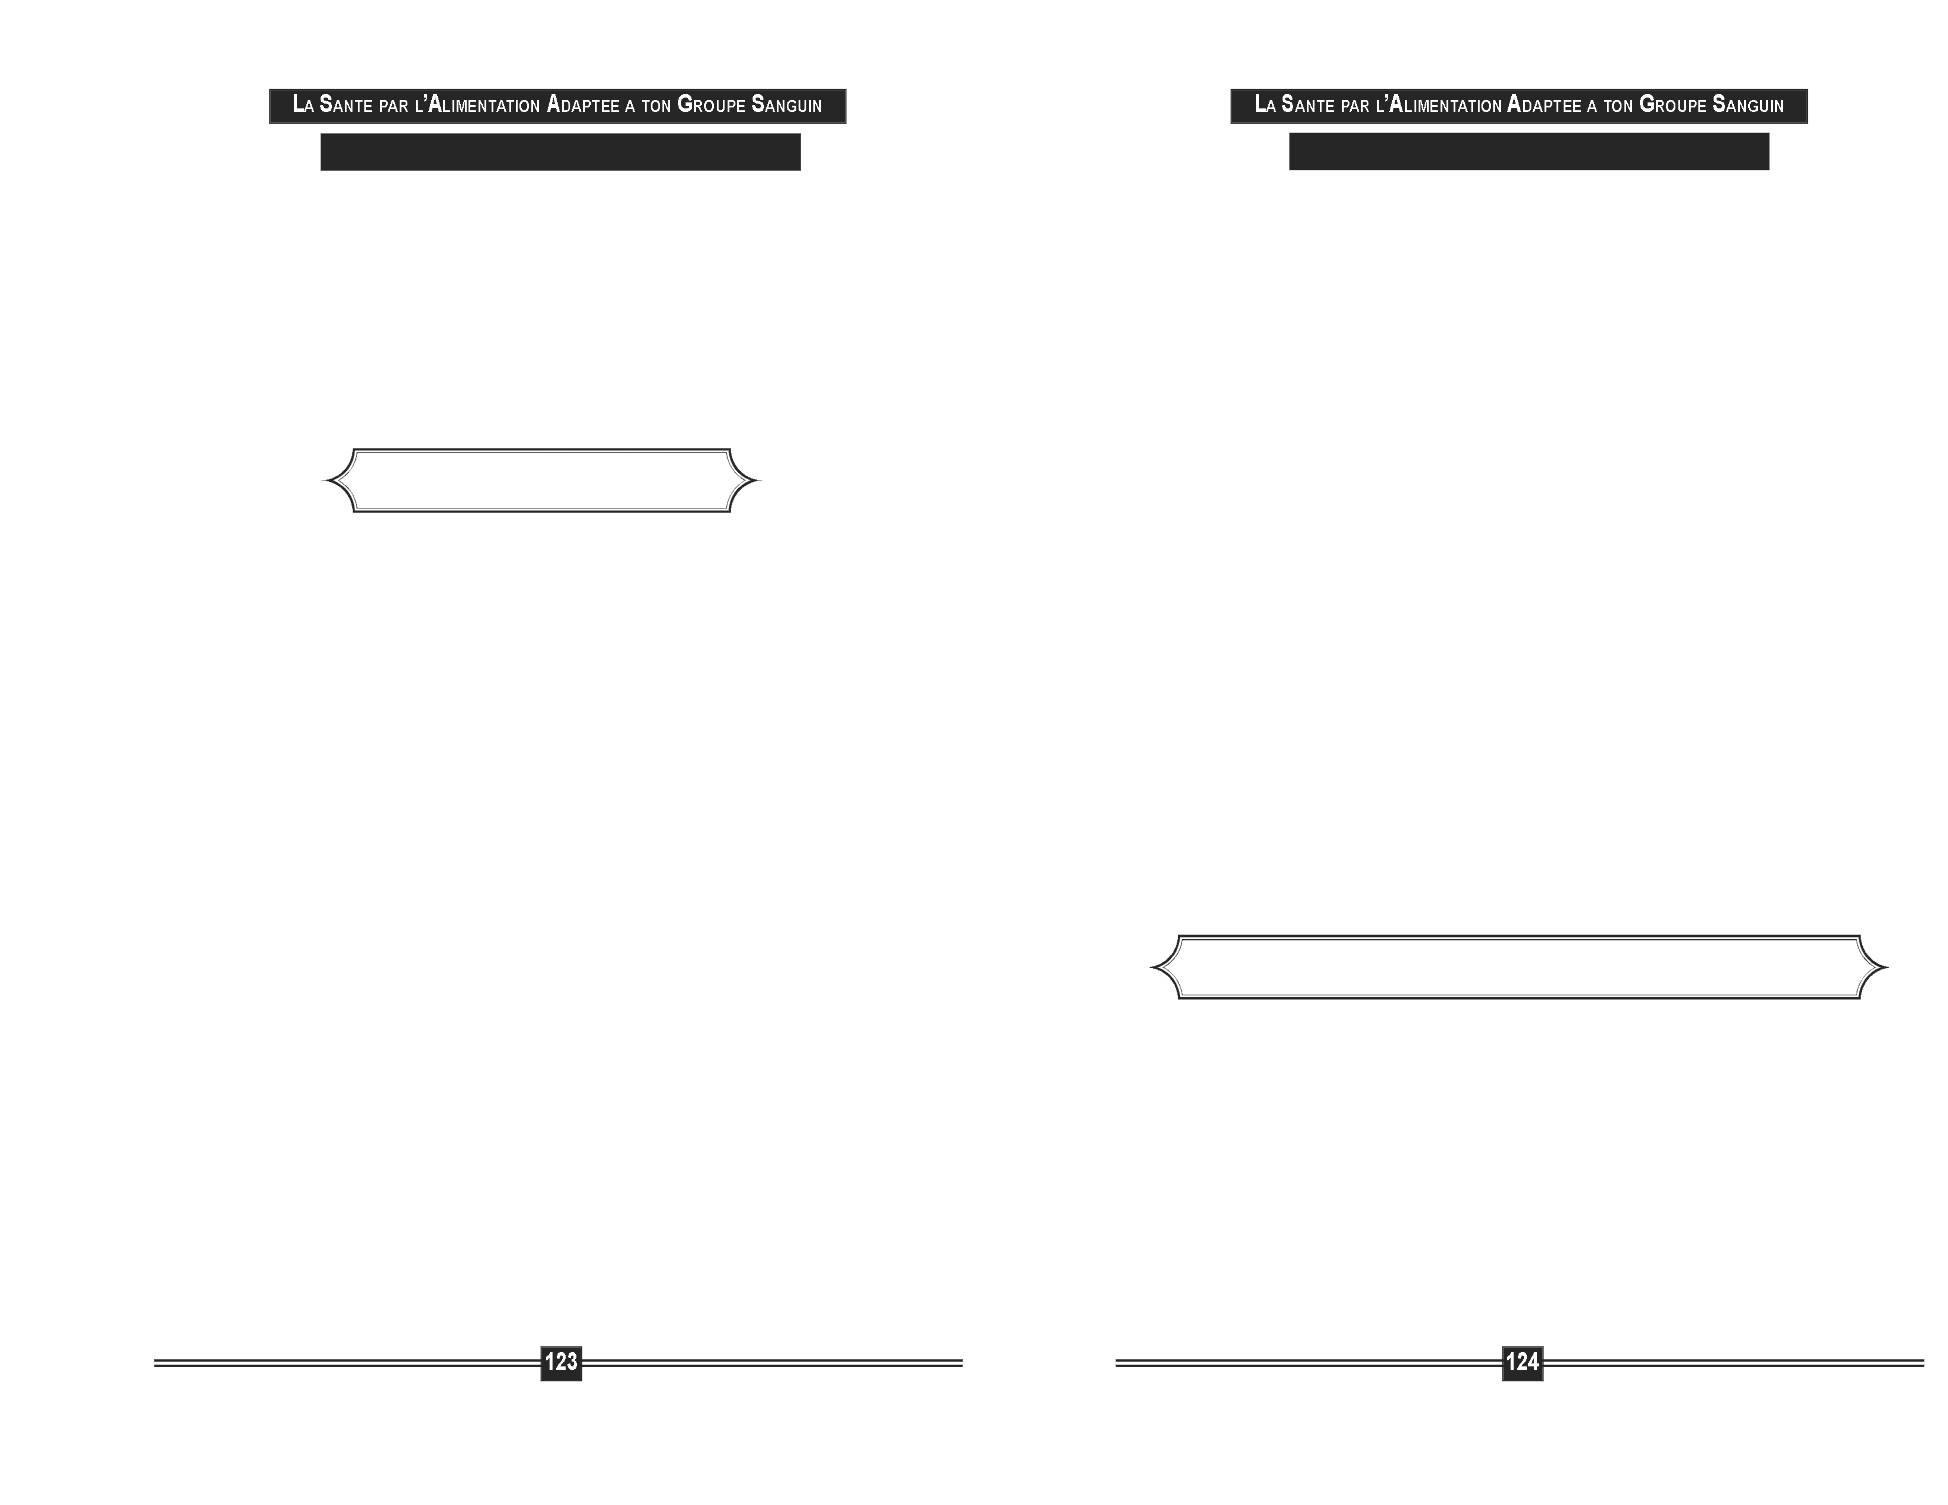 LA SANTE PAR L’ALIMENTATION ADAPTEE A TON GROUPE SANGUIN
123
LA SANTE PAR L’ALIMENTATION ADAPTEE A TON GROUPE SANGUIN
124